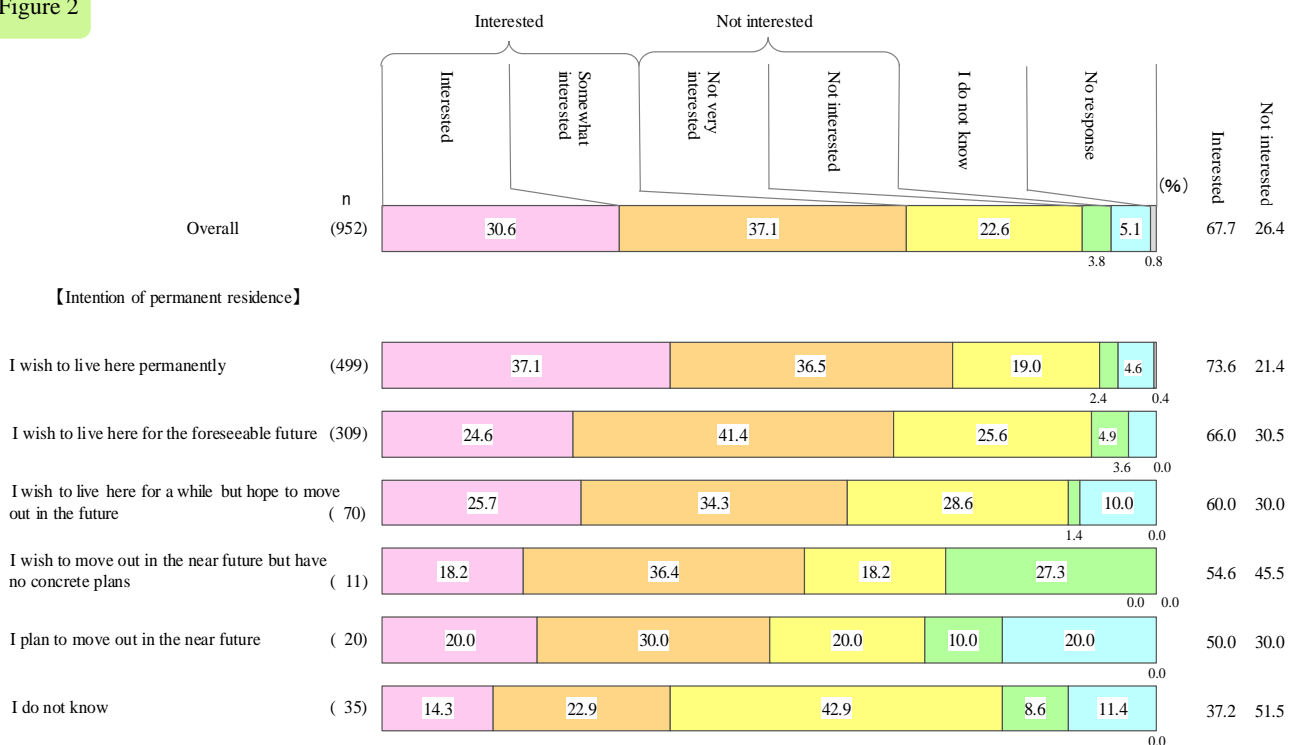 Figure 2
Interested
Not interested
Interested
Somewhat
interested
Not very
interested
Not interested
I do not know
No response
(%)
Interested
Not interested
n
Overall (952) 30.6 37.1 22.6 5.1 67.7 26.4
3.8 0.8
【Intention of permanent residence】
I wish to live here permanently (499) 37.1 36.5 19.0 4.6 73.6 21.4
2.4 0.4
I wish to live here for the foreseeable future (309) 24.6 41.4 25.6 4.9 66.0 30.5
3.6 0.0
I wish to live here for a while but hope to move
out in the future ( 70) 25.7 34.3 28.6 10.0 60.0 30.0
1.4 0.0
I wish to move out in the near future but have
no concrete plans ( 11) 18.2 36.4 18.2 27.3 54.6 45.5
0.0 0.0
I plan to move out in the near future ( 20) 20.0 30.0 20.0 10.0 20.0 50.0 30.0
0.0
I do not know ( 35) 14.3 22.9 42.9 8.6 11.4 37.2 51.5
0.0